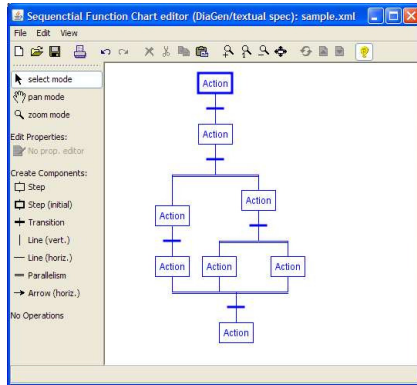 Sequenctial Function Chart editor (DiaGen/textual spec): sample.xml
File Edit View
select mode
pan mode
zoom mode
Edit Properties:
No prop. editor
Create Components:
Step
Step (initial)
Transition
Line (vert.)
Line (horiz.)
Parallelism
Arrow (horiz.)
No Operations
Action
Action
Action
Action
Action
Action
Action
Action